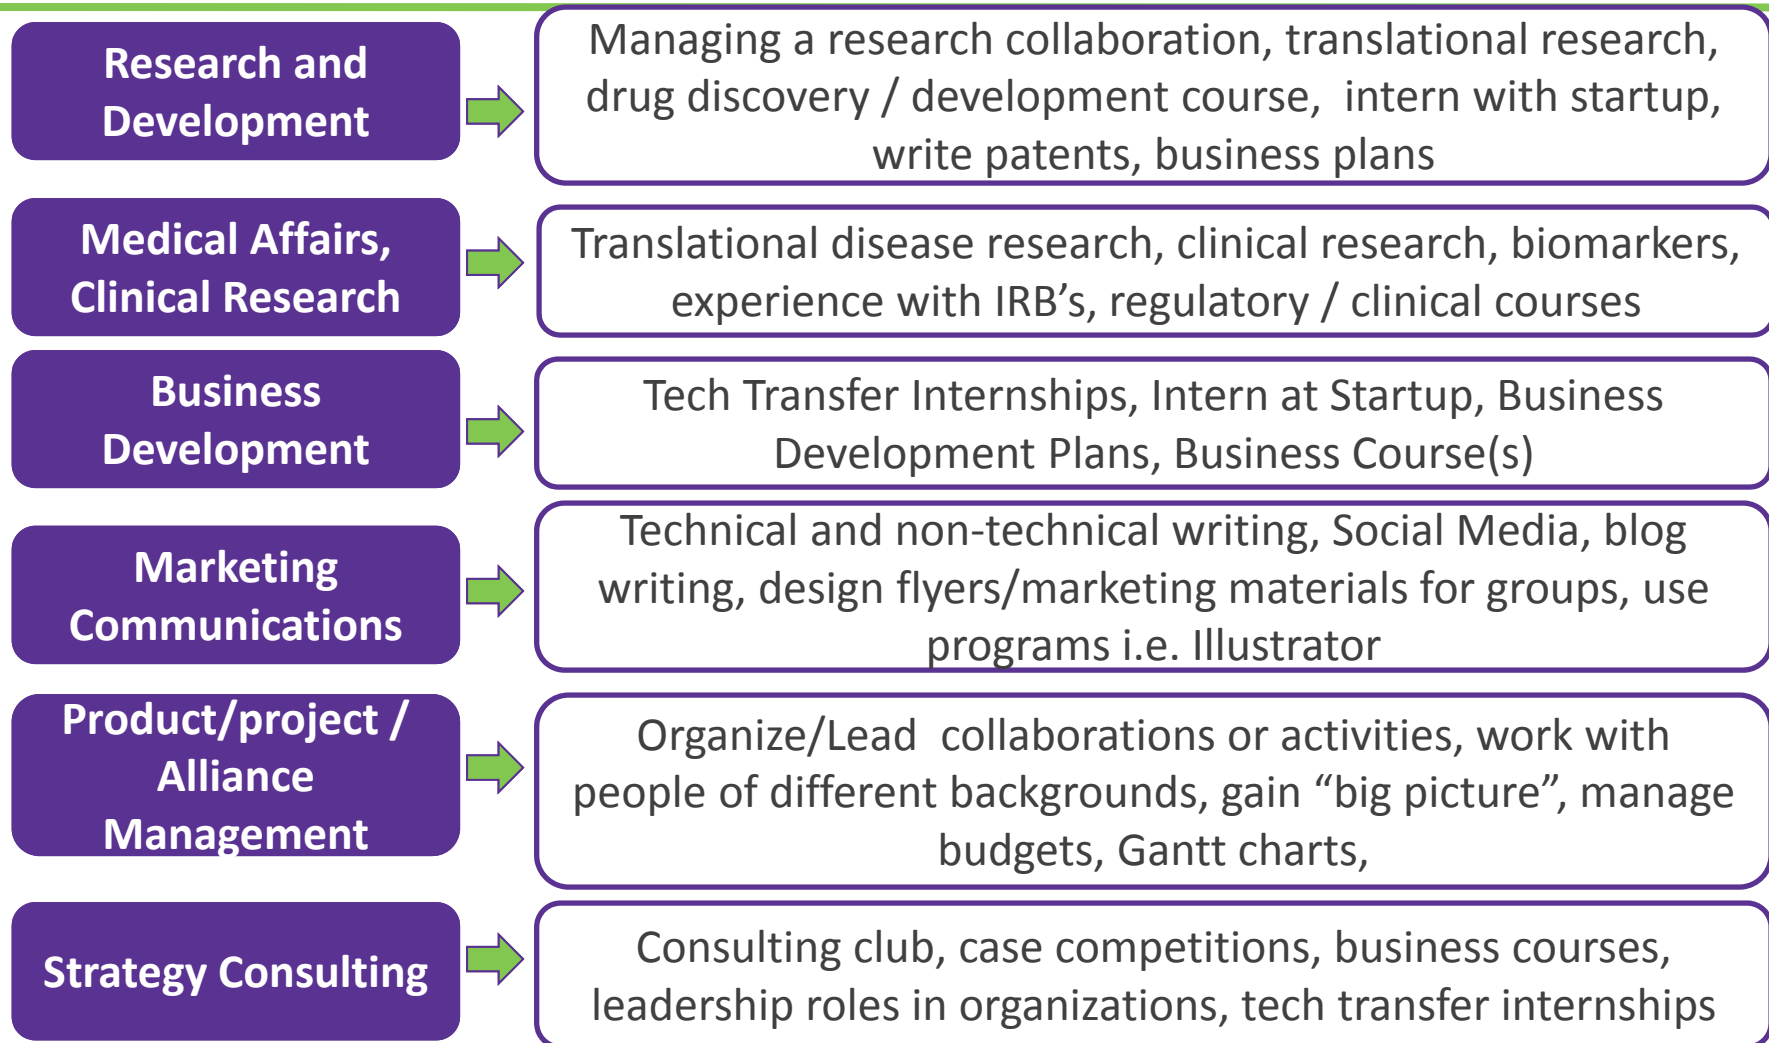 Research and
Development
Managing a research collaboration, translational research,
drug discovery / development course,  intern with startup,
write patents, business plans
Medical Affairs,
Clinical Research
Translational disease research, clinical research, biomarkers,
experience with IRB’s, regulatory / clinical courses
Business
Development
Tech Transfer Internships, Intern at Startup, Business
Development Plans, Business Course(s)
Marketing
Communications
Technical and non-technical writing, Social Media, blog
writing, design flyers/marketing materials for groups, use
programs i.e. Illustrator
Product/project /
Alliance
Management
Organize/Lead  collaborations or activities, work with
people of different backgrounds, gain “big picture”, manage
budgets, Gantt charts,
Strategy Consulting
Consulting club, case competitions, business courses,
leadership roles in organizations, tech transfer internships